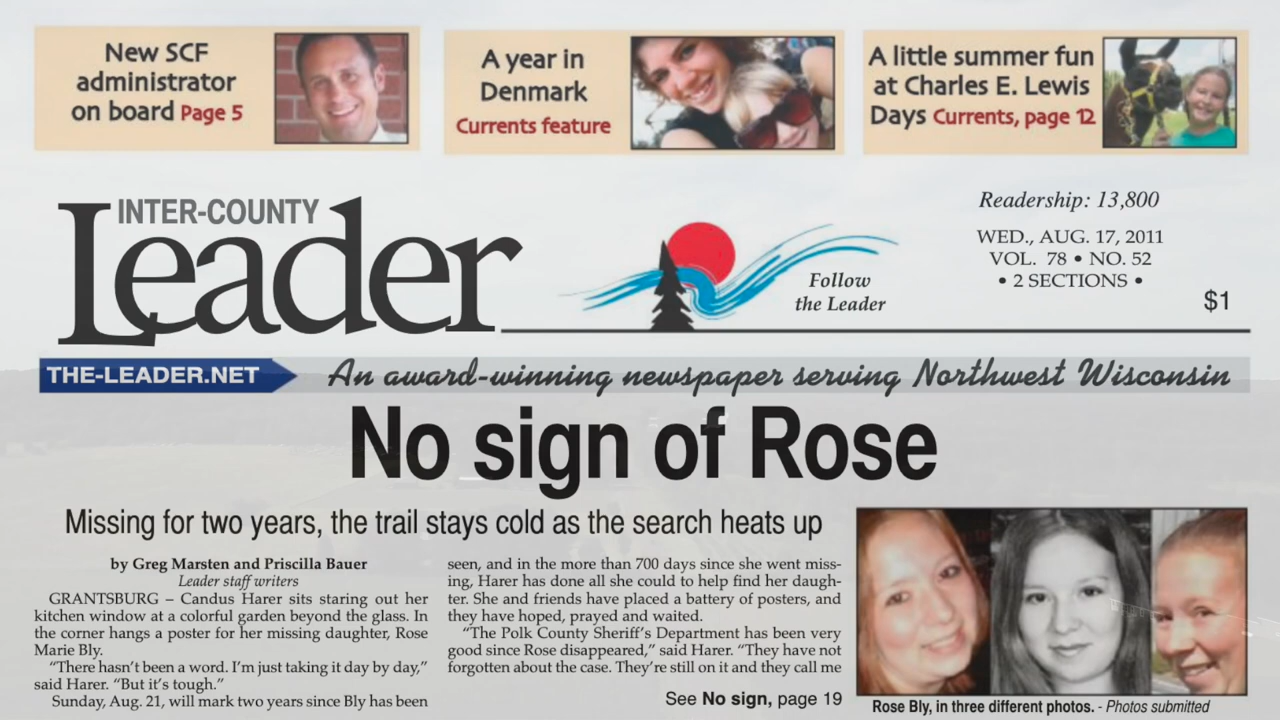 New SCF
administrator
on board Page 5
A year in
Denmark
Currents feature
A little summer fun
at Charles E. Lewis
Days Currents, page 12
INTER-COUNTY
Leader
Follow
the Leader
Readership: 13,800
WED., AUG. 17, 2011
VOL. 78 • NO. 52
• 2 SECTIONS •
$1
THE-LEADER.NET
An award-winning newspaper serving Northwest Wisconsin
No sign of Rose
Missing for two years, the trail stays cold as the search heats up
by Greg Marsten and Priscilla Bauer
Leader staff writers
GRANTSBURG – Candus Harer sits staring out her
kitchen window at a colorful garden beyond the glass. In
the corner hangs a poster for her missing daughter, Rose
Marie Bly.
"There hasn't been a word. I'm just taking it day by day,"
said Harer. "But it's tough."
Sunday, Aug. 21, will mark two years since Bly has been
seen, and in the more than 700 days since she went miss-
ing, Harer has done all she could to help find her daugh-
ter. She and friends have placed a battery of posters, and
they have hoped, prayed and waited.
"The Polk County Sheriff's Department has been very
good since Rose disappeared," said Harer. "They have not
forgotten about the case. They're still on it and they call me
See No sign, page 19
Rose Bly, in three different photos. - Photos submitted